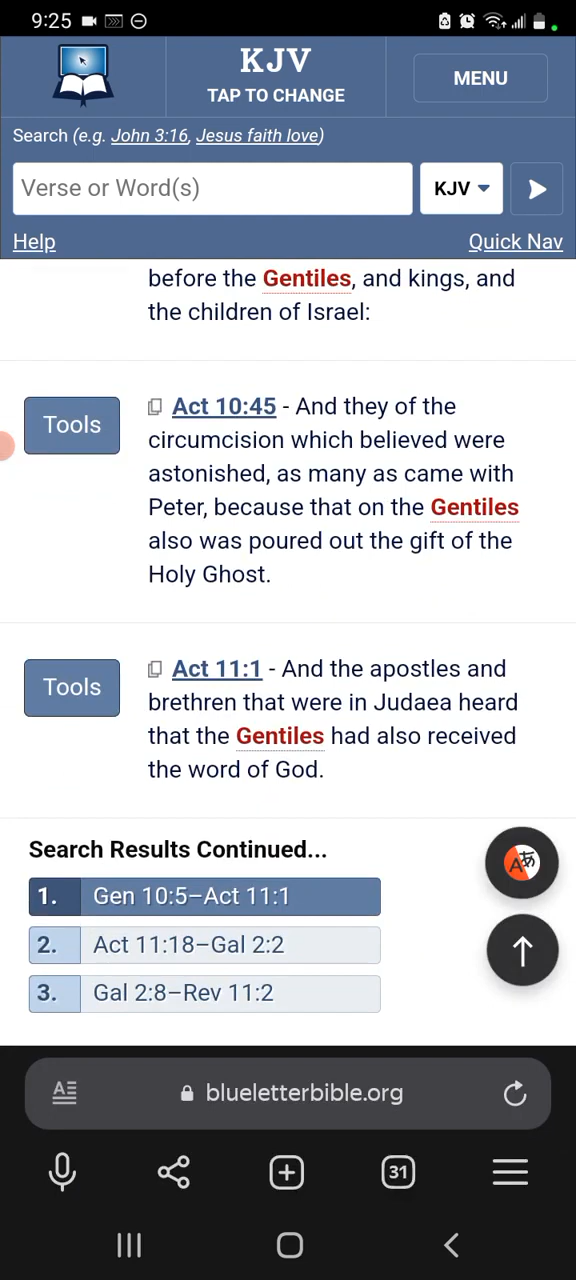 9:25
KJV
TAP TO CHANGE
MENU
Search (e.g. John 3:16, Jesus faith love)
Verse or Word(s)
KJV
Help
Quick Nav
before the Gentiles, and kings, and
the children of Israel:
Tools
Act 10:45 - And they of the
circumcision which believed were
astonished, as many as came with
Peter, because that on the Gentiles
also was poured out the gift of the
Holy Ghost.
Tools
Act 11:1 - And the apostles and
brethren that were in Judaea heard
that the Gentiles had also received
the word of God.
Search Results Continued...
1. Gen 10:5–Act 11:1
2. Act 11:18–Gal 2:2
3. Gal 2:8–Rev 11:2
Aあ
blueletterbible.org
31